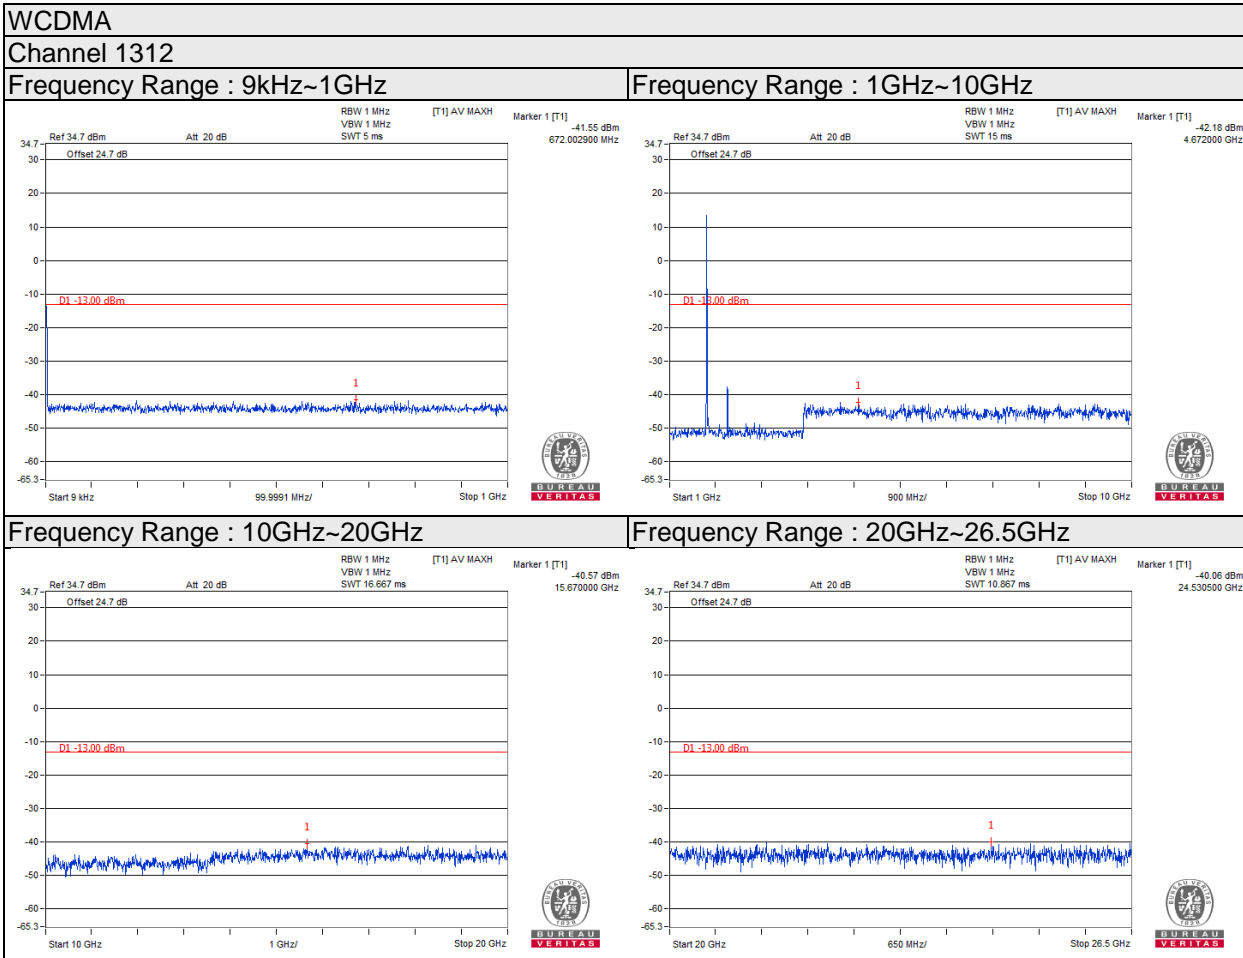 WCDMA
Channel 1312
Frequency Range : 9kHz~1GHz
RBW 1 MHz
[T1] AV MAXH
Marker 1 [T1]
VBW 1 MHz
-41.55 dBm
Ref 34.7 dBm
Att 20 dB
SWT 5 ms
672.002900 MHz
34.7
Offset 24.7 dB
30
20
10
0
-10
D1 -13.00 dBm
-20
-30
1
-40
-50
-60
-65.3
Start 9 kHz
99.9991 MHz/
Stop 1 GHz
BUREAU VERITAS
1828
BUREAU
VERITAS
Frequency Range : 1GHz~10GHz
RBW 1 MHz
[T1] AV MAXH
Marker 1 [T1]
VBW 1 MHz
-42.18 dBm
Ref 34.7 dBm
Att 20 dB
SWT 15 ms
4.672000 GHz
34.7
Offset 24.7 dB
30
20
10
0
-10
D1 -13.00 dBm
-20
-30
1
-40
-50
-60
-65.3
Start 1 GHz
900 MHz/
Stop 10 GHz
BUREAU VERITAS
1828
BUREAU
VERITAS
Frequency Range : 10GHz~20GHz
RBW 1 MHz
[T1] AV MAXH
Marker 1 [T1]
VBW 1 MHz
-40.57 dBm
Ref 34.7 dBm
Att 20 dB
SWT 16.667 ms
15.670000 GHz
34.7
Offset 24.7 dB
30
20
10
0
-10
D1 -13.00 dBm
-20
-30
1
-40
-50
-60
-65.3
Start 10 GHz
1 GHz/
Stop 20 GHz
BUREAU VERITAS
1828
BUREAU
VERITAS
Frequency Range : 20GHz~26.5GHz
RBW 1 MHz
[T1] AV MAXH
Marker 1 [T1]
VBW 1 MHz
-40.06 dBm
Ref 34.7 dBm
Att 20 dB
SWT 10.867 ms
24.530500 GHz
34.7
Offset 24.7 dB
30
20
10
0
-10
D1 -13.00 dBm
-20
-30
1
-40
-50
-60
-65.3
Start 20 GHz
650 MHz/
Stop 26.5 GHz
BUREAU VERITAS
1828
BUREAU
VERITAS